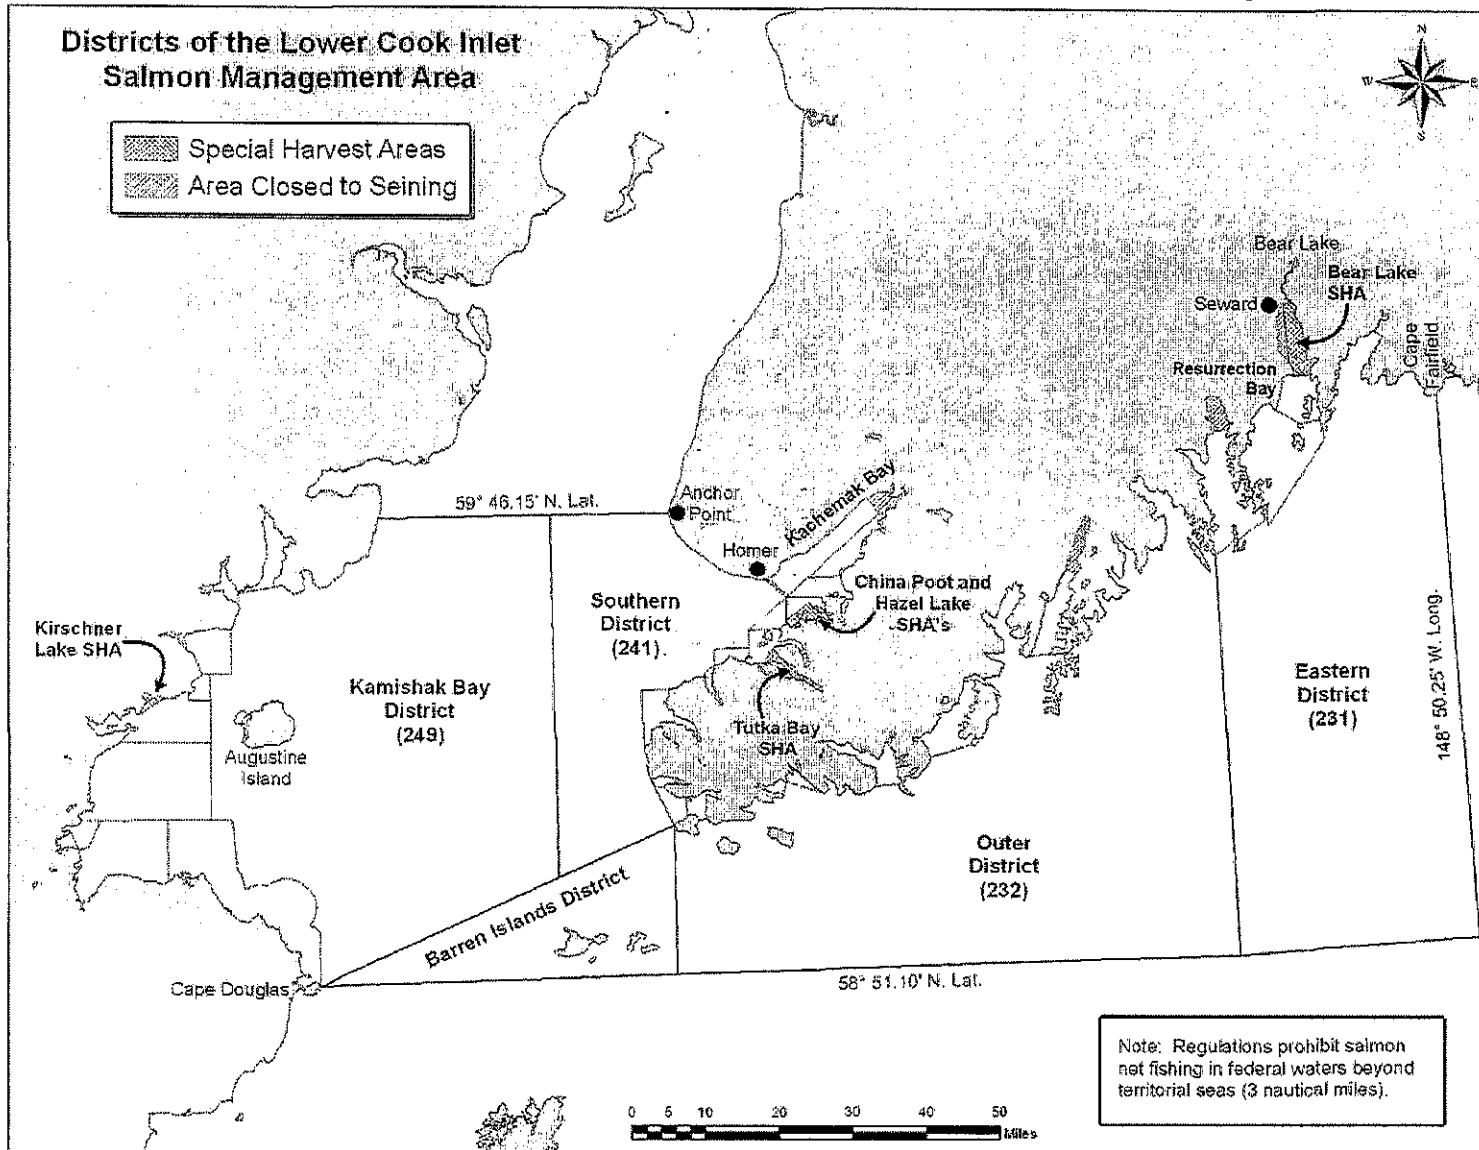 Districts of the Lower Cook Inlet
Salmon Management Area
Special Harvest Areas
Area Closed to Seining
N
W
E
S
Bear Lake
Bear Lake
SHA
Seward
Cape
Fairfield
Resurrection
Bay
59° 46.15' N. Lat.
Anchor
Point
Kachemak Bay
Homer
China Poot and
Hazel Lake
SHA's
Southern
District
(241)
Kirschner
Lake SHA
Kamishak Bay
District
(249)
Eastern
District
(231)
148° 50.25' W. Long.
Tutka Bay
SHA
Augustine
Island
Outer
District
(232)
Barren Islands District
Cape Douglas
58° 51.10' N. Lat.
Note: Regulations prohibit salmon
net fishing in federal waters beyond
territorial seas (3 nautical miles).
0 5 10 20 30 40 50
Miles